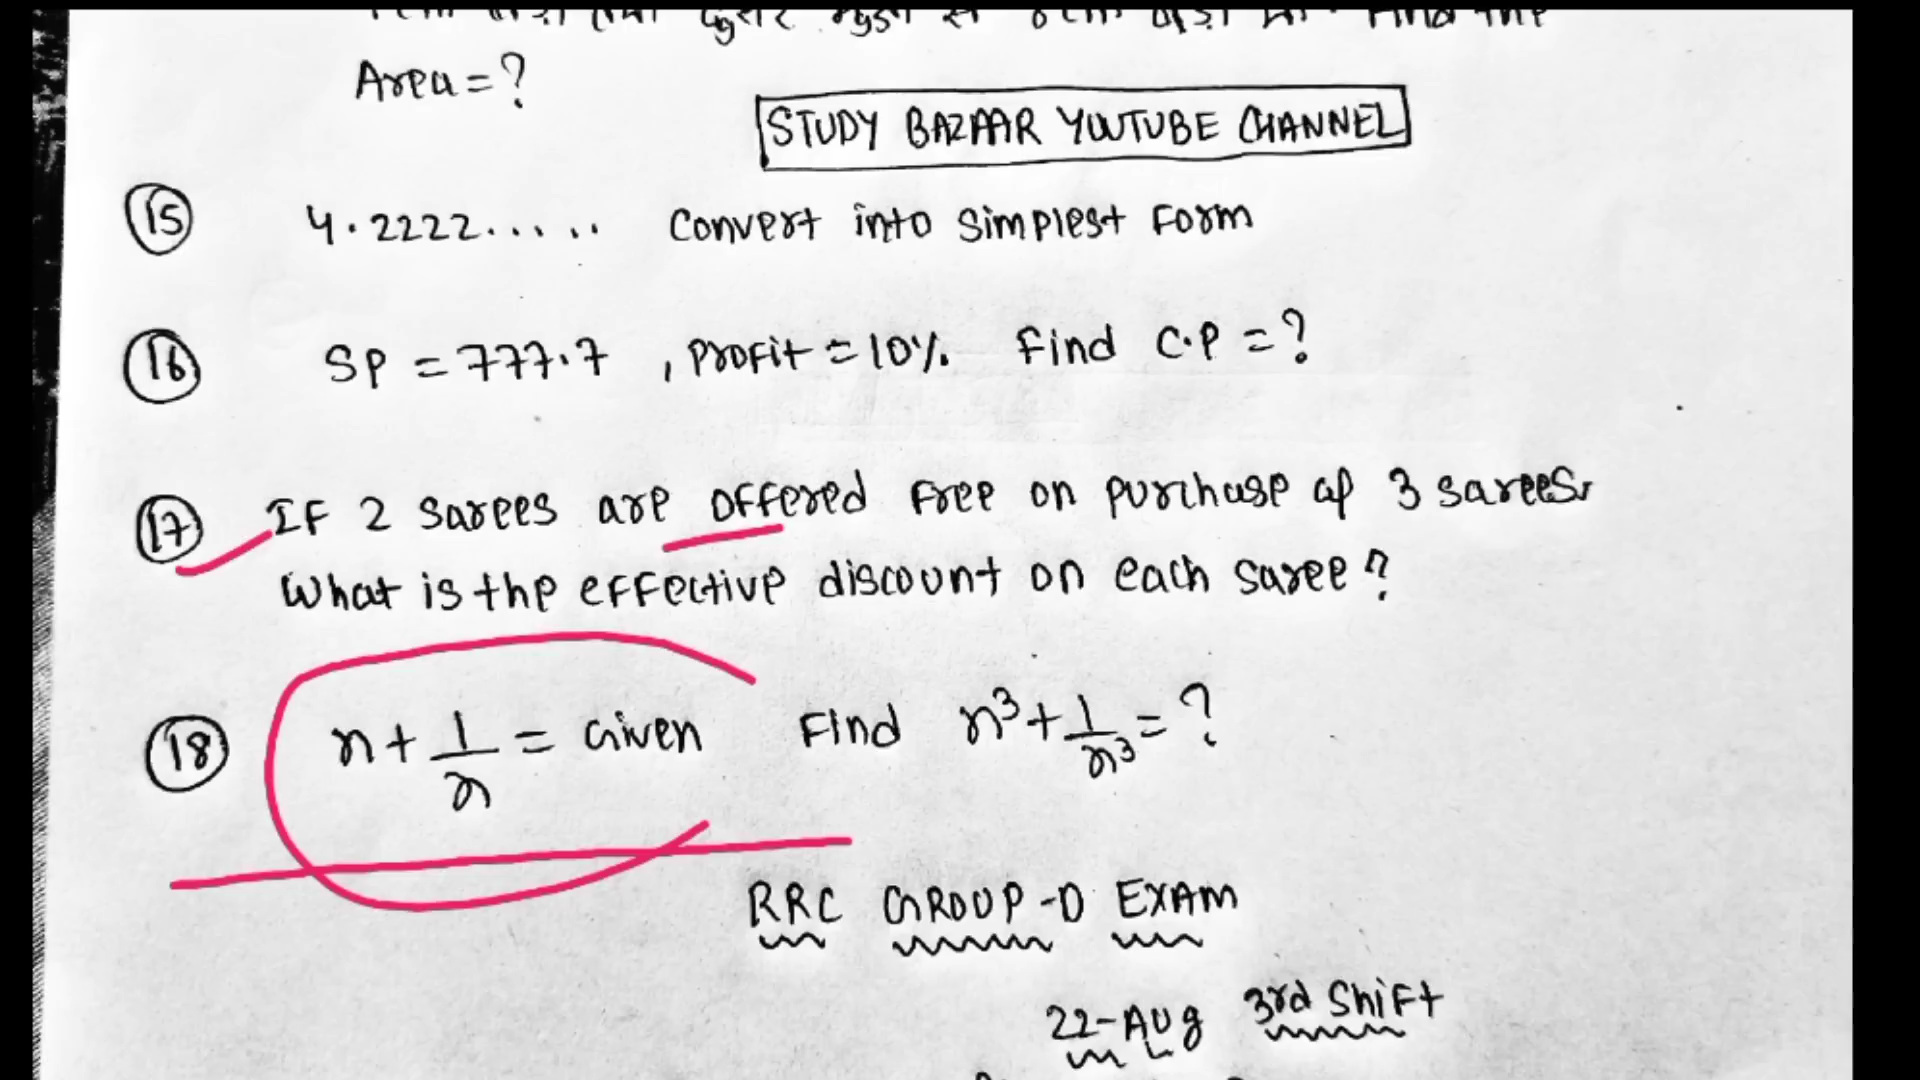 Find the
Area = ?
STUDY BAZAAR YOUTUBE CHANNEL
15 4.2222..... Convert into Simplest Form
16 SP = 777.7 , Profit = 10% Find C.P = ?
17 IF 2 sarees are offered Free on purchase of 3 sarees.
What is the effective discount on each saree ?
18 x + 1/x = Given Find x³ + 1/x³ = ?
RRC GROUP-D EXAM
22-Aug 3rd Shift